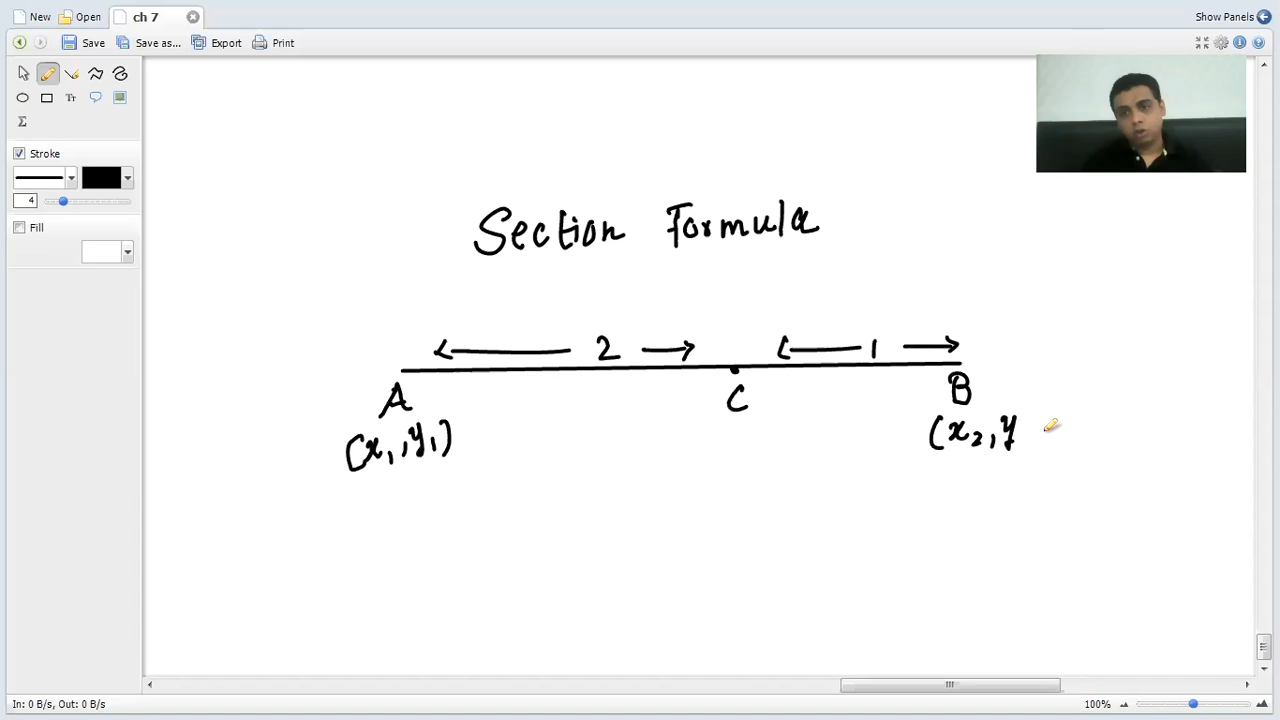 New Open ch 7 Show Panels
Save Save as... Export Print
Tr
Σ
Stroke
4
Fill
Section Formula
2 1
A C B
(x₁,y₁) (x₂,y
In: 0 B/s, Out: 0 B/s 100%